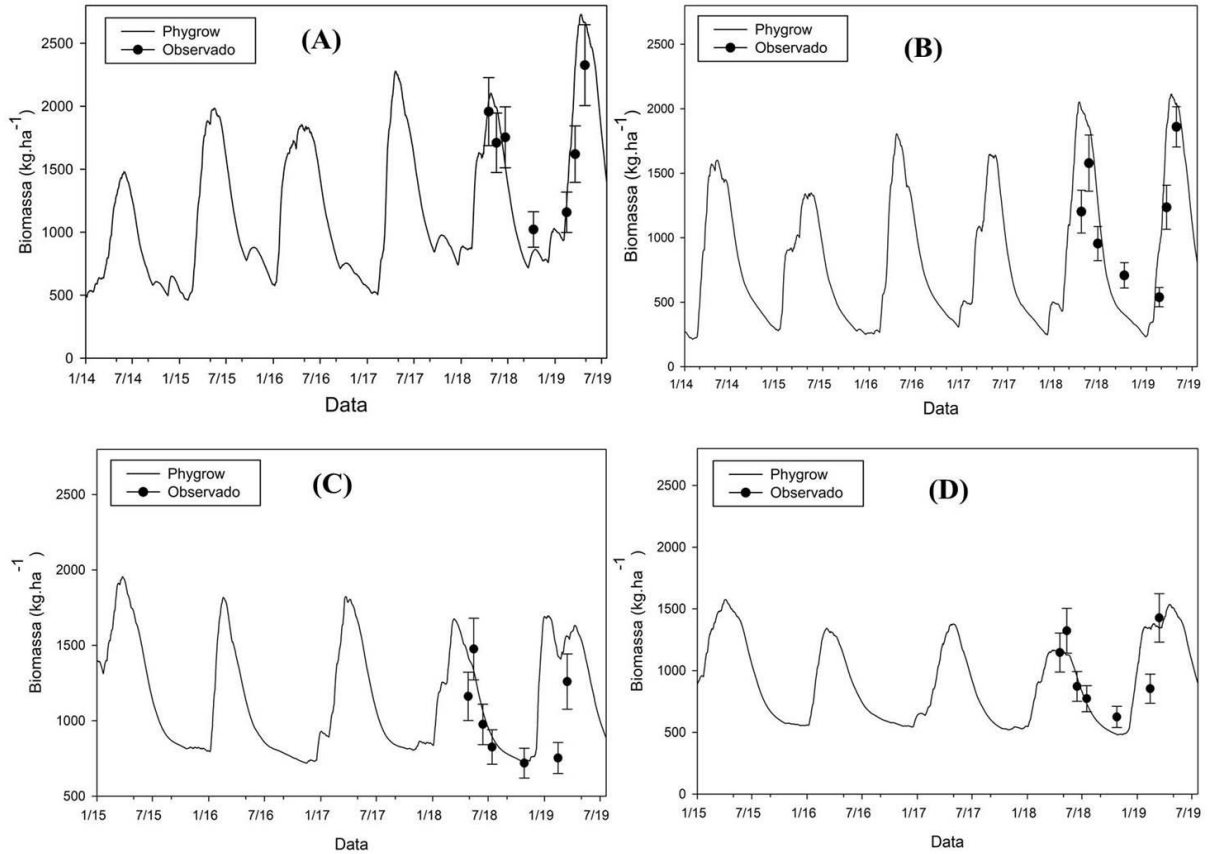 (A)
Phygrow
Observado
Biomassa (kg.ha-1)
2500
2000
1500
1000
500
0
1/14 7/14 1/15 7/15 1/16 7/16 1/17 7/17 1/18 7/18 1/19 7/19
Data
(B)
Phygrow
Observado
Biomassa (kg.ha-1)
2500
2000
1500
1000
500
0
1/14 7/14 1/15 7/15 1/16 7/16 1/17 7/17 1/18 7/18 1/19 7/19
Data
(C)
Phygrow
Observado
Biomassa (kg.ha-1)
2500
2000
1500
1000
500
1/15 7/15 1/16 7/16 1/17 7/17 1/18 7/18 1/19 7/19
Data
(D)
Phygrow
Observado
Biomassa (kg.ha-1)
2500
2000
1500
1000
500
0
1/15 7/15 1/16 7/16 1/17 7/17 1/18 7/18 1/19 7/19
Data